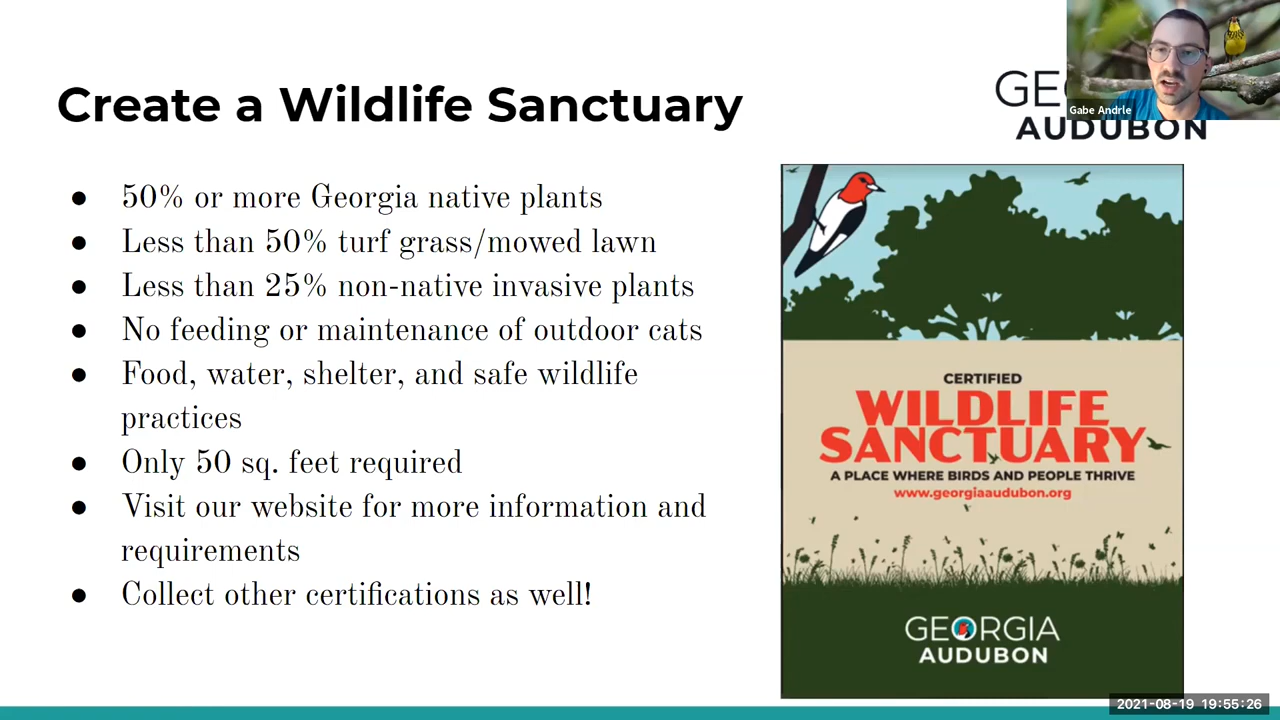 Create a Wildlife Sanctuary
GE
AUDUBON
Gabe Andrle
● 50% or more Georgia native plants
● Less than 50% turf grass/mowed lawn
● Less than 25% non-native invasive plants
● No feeding or maintenance of outdoor cats
● Food, water, shelter, and safe wildlife
practices
● Only 50 sq. feet required
● Visit our website for more information and
requirements
● Collect other certifications as well!
CERTIFIED
WILDLIFE
SANCTUARY
A PLACE WHERE BIRDS AND PEOPLE THRIVE
www.georgiaaudubon.org
GEORGIA
AUDUBON
2021-08-19 19:55:26